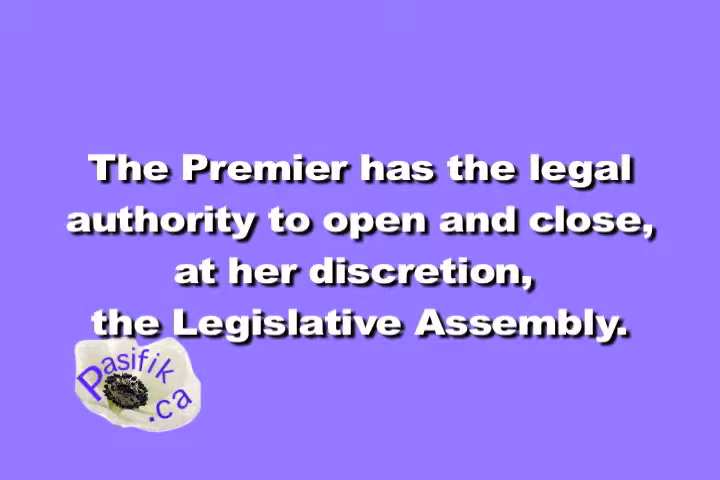 The Premier has the legal
authority to open and close,
at her discretion,
the Legislative Assembly.
Pasifik
.ca